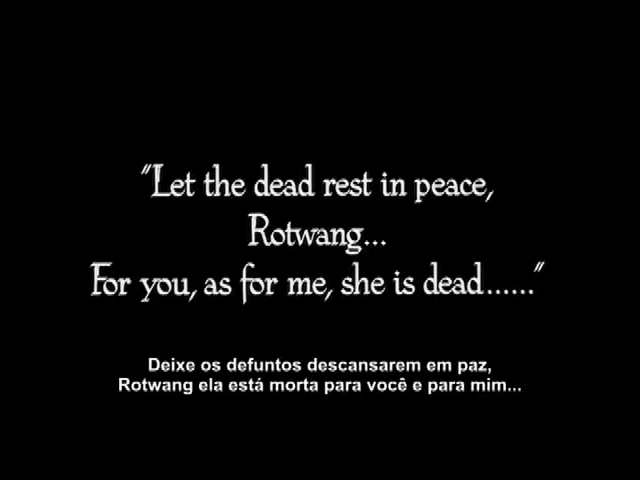 "Let the dead rest in peace,
Rotwang...
For you, as for me, she is dead......"
Deixe os defuntos descansarem em paz,
Rotwang ela está morta para você e para mim...